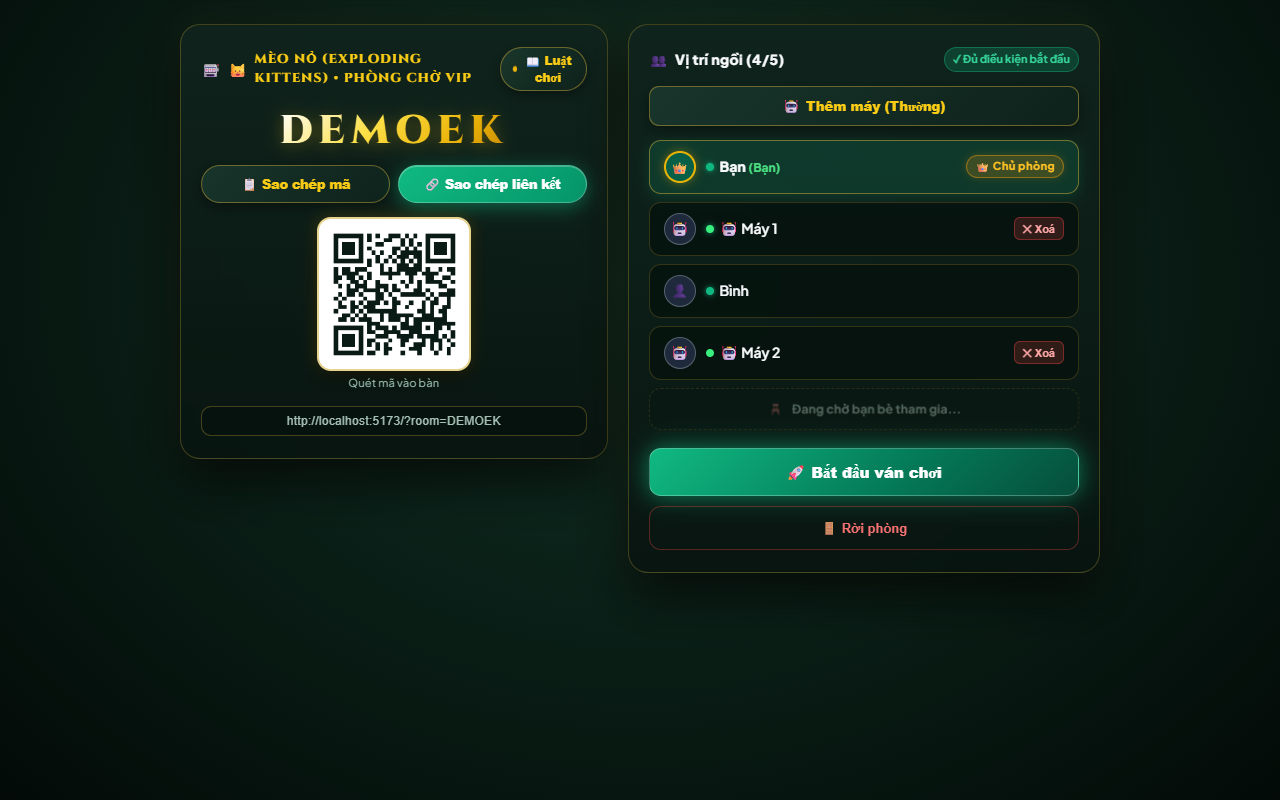 MÈO NỔ (EXPLODING
KITTENS) • PHÒNG CHỜ VIP
Luật
chơi
DEMOEK
Sao chép mã
Sao chép liên kết
Quét mã vào bàn
http://localhost:5173/?room=DEMOEK
Vị trí ngồi (4/5)
✓ Đủ điều kiện bắt đầu
Thêm máy (Thường)
Bạn (Bạn)
Chủ phòng
Máy 1
✕ Xoá
Bình
Máy 2
✕ Xoá
Đang chờ bạn bè tham gia...
Bắt đầu ván chơi
Rời phòng